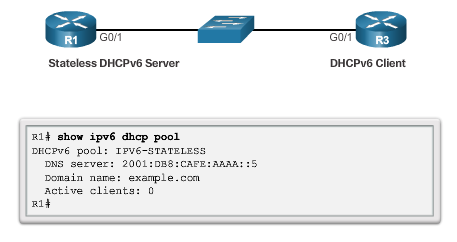 R1
G0/1
G0/1
R3
Stateless DHCPv6 Server
DHCPv6 Client
R1# show ipv6 dhcp pool
DHCPv6 pool: IPV6-STATELESS
DNS server: 2001:DB8:CAFE:AAAA::5
Domain name: example.com
Active clients: 0
R1#